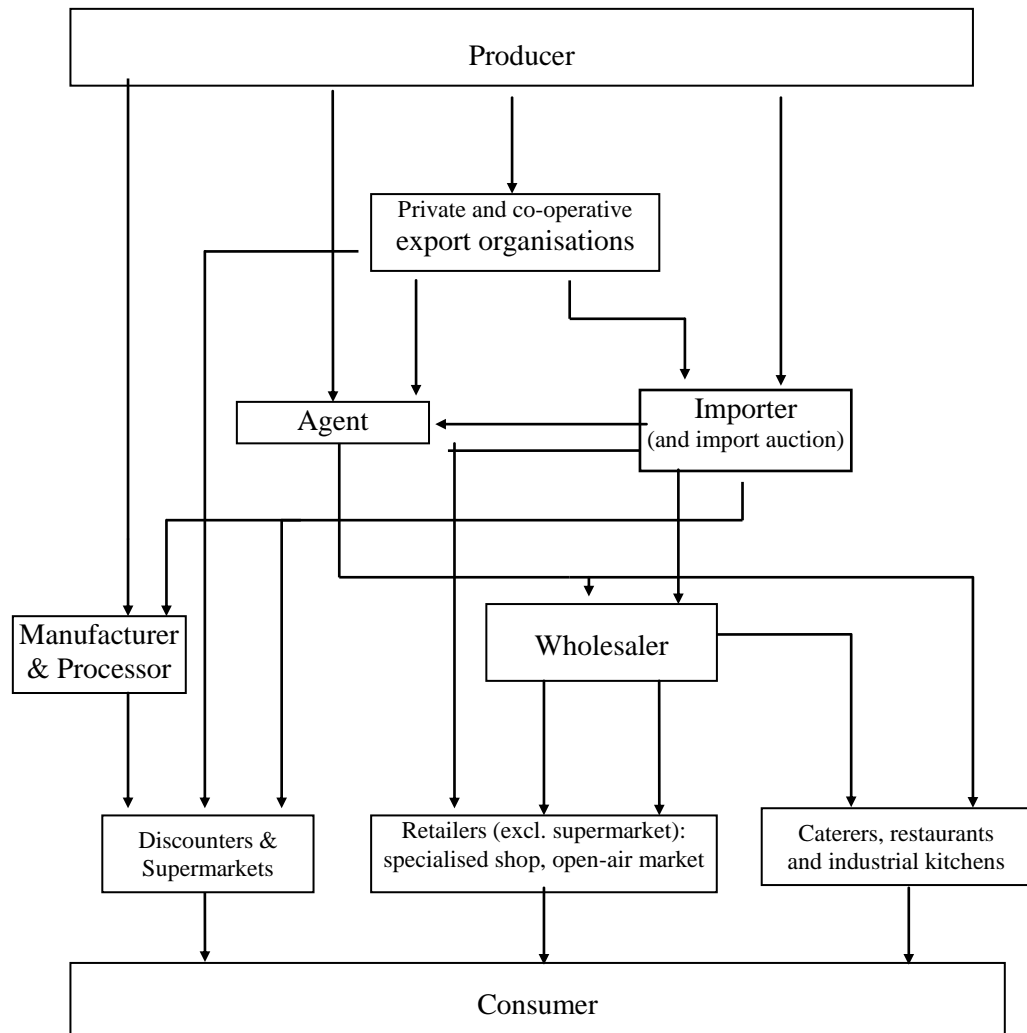 Producer
Private and co-operative
export organisations
Agent
Importer
(and import auction)
Manufacturer
& Processor
Wholesaler
Discounters &
Supermarkets
Retailers (excl. supermarket):
specialised shop, open-air market
Caterers, restaurants
and industrial kitchens
Consumer